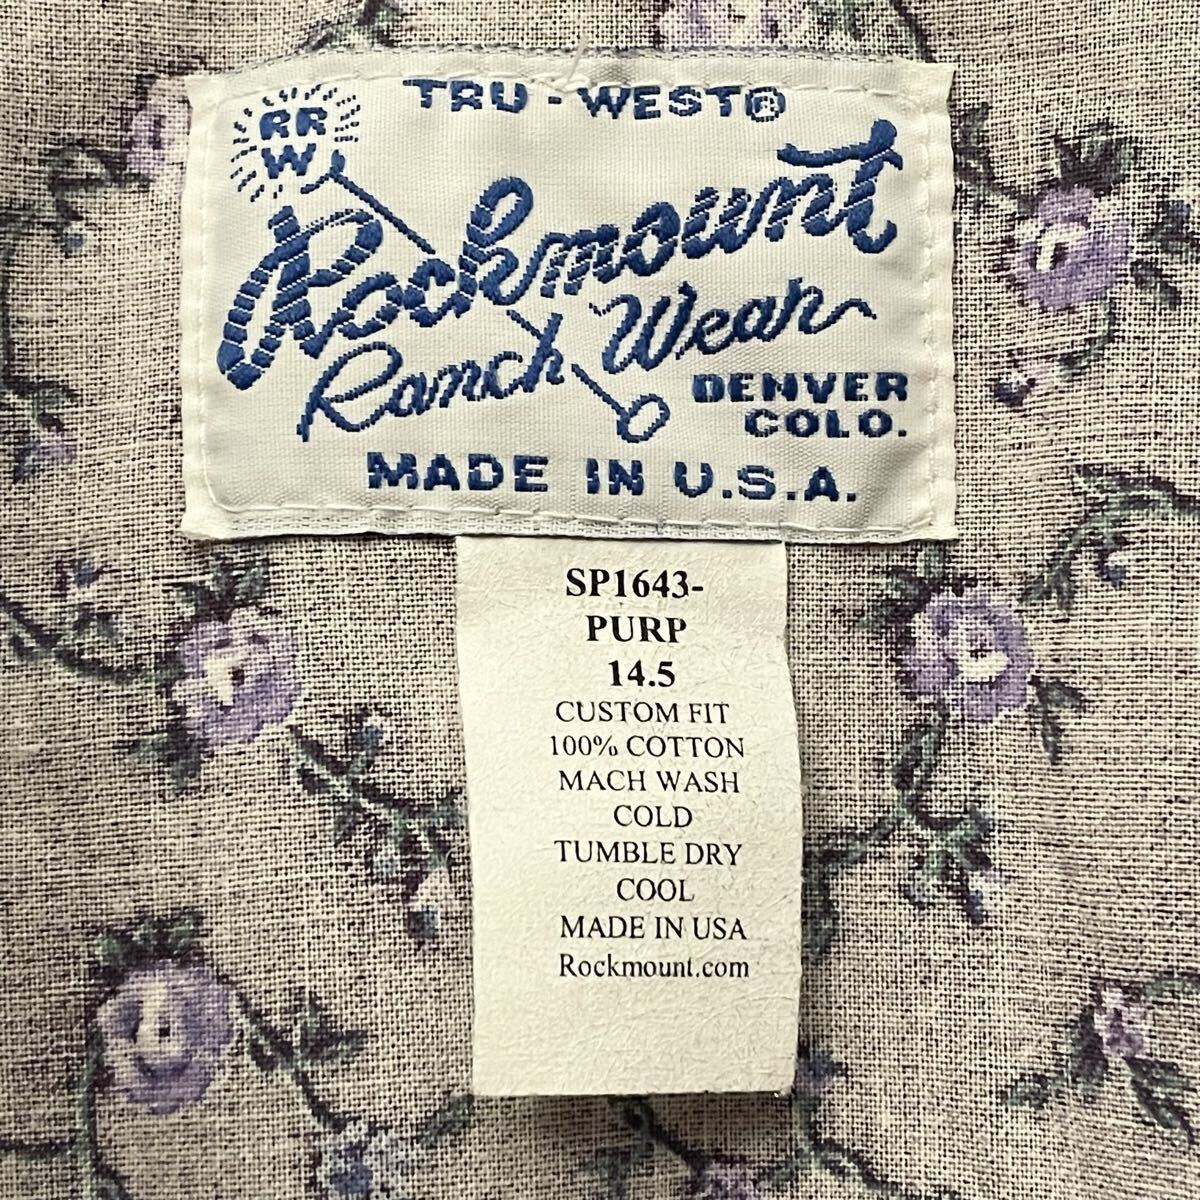 TRU-WEST®
RR
W
Rockmount
Ranch Wear
DENVER
COLO.
MADE IN U.S.A.
SP1643-
PURP
14.5
CUSTOM FIT
100% COTTON
MACH WASH
COLD
TUMBLE DRY
COOL
MADE IN USA
Rockmount.com